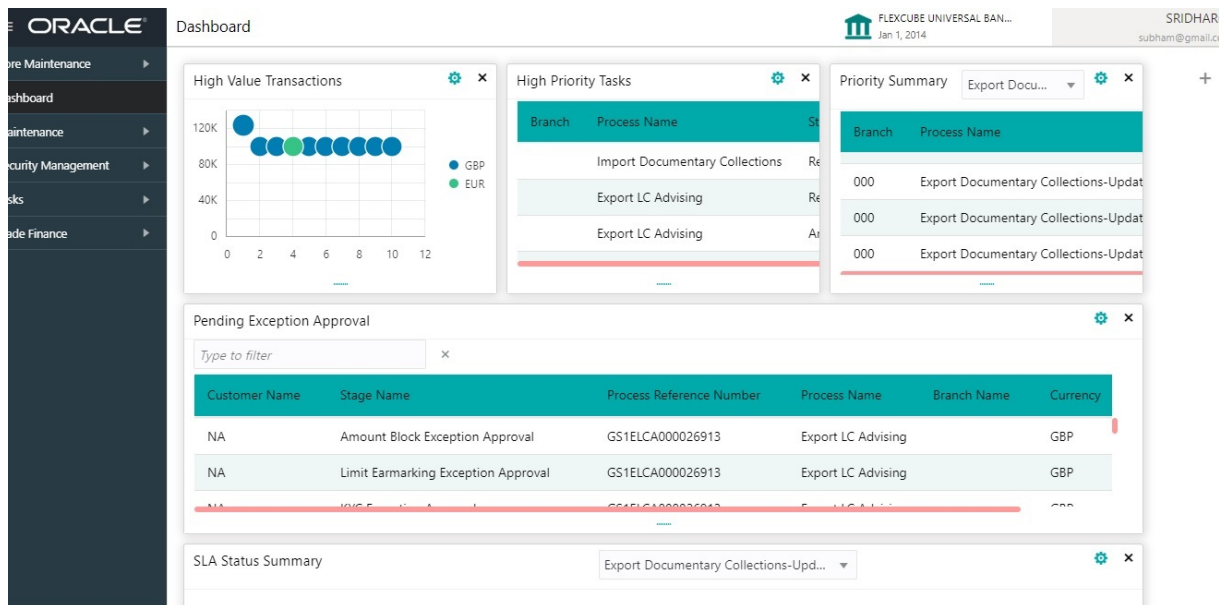 ORACLE
Dashboard
FLEXCUBE UNIVERSAL BAN...
Jan 1, 2014
SRIDHAR
subham@gmail.c
ore Maintenance
ashboard
aintenance
ecurity Management
sks
ade Finance
High Value Transactions
120K
80K
40K
0
0 2 4 6 8 10 12
GBP
EUR
High Priority Tasks
Branch Process Name St
Import Documentary Collections Re
Export LC Advising Re
Export LC Advising Ar
Priority Summary Export Docu...
Branch Process Name
000 Export Documentary Collections-Updat
000 Export Documentary Collections-Updat
000 Export Documentary Collections-Updat
Pending Exception Approval
Type to filter
Customer Name Stage Name Process Reference Number Process Name Branch Name Currency
NA Amount Block Exception Approval GS1ELCA000026913 Export LC Advising GBP
NA Limit Earmarking Exception Approval GS1ELCA000026913 Export LC Advising GBP
SLA Status Summary Export Documentary Collections-Upd...